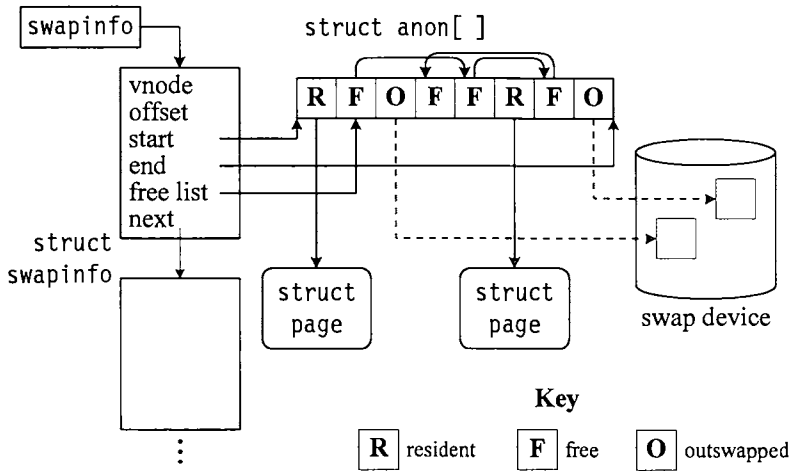 swapinfo
struct anon[ ]
vnode
offset
start
end
free list
next
R F O F F R F O
struct
swapinfo
struct
page
struct
page
swap device
Key
R resident F free O outswapped